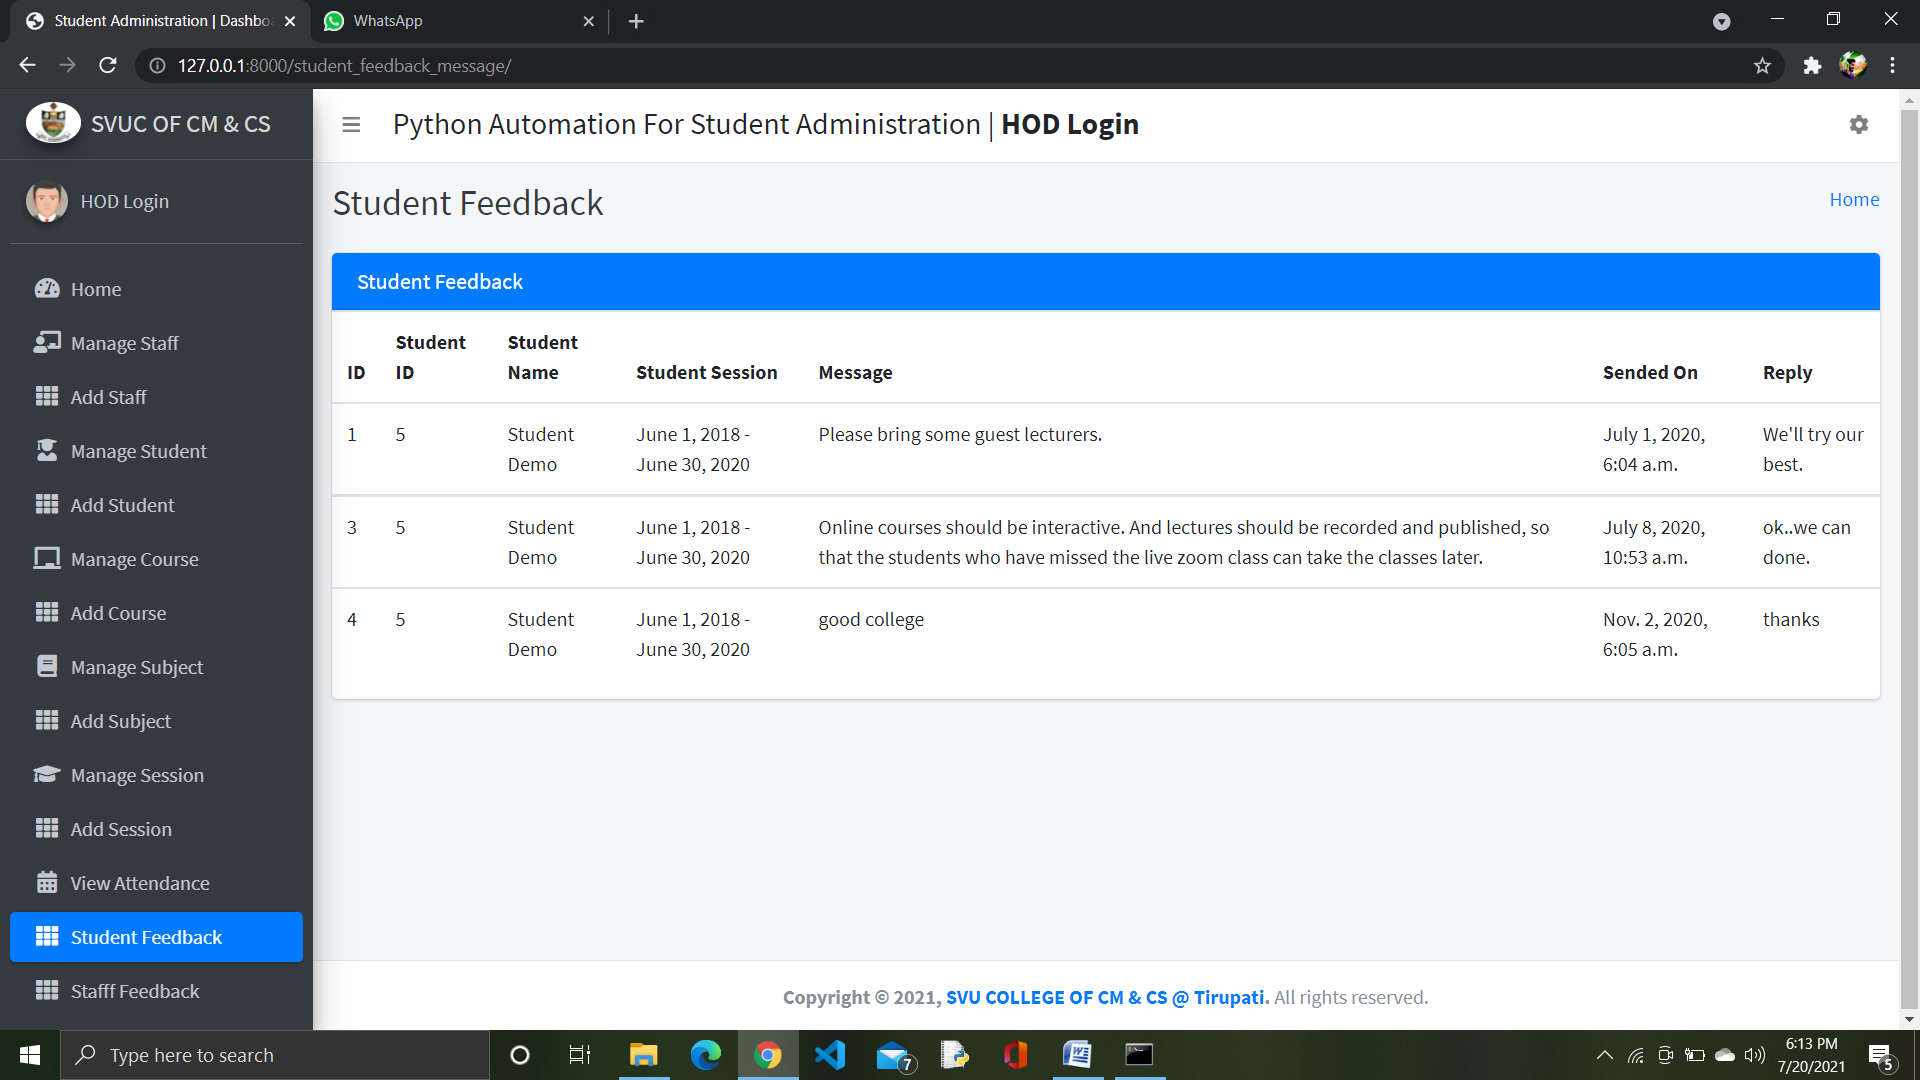 Student Administration | Dashbo
WhatsApp
127.0.0.1:8000/student_feedback_message/
SVUC OF CM & CS
Python Automation For Student Administration | HOD Login
HOD Login
Home
Manage Staff
Add Staff
Manage Student
Add Student
Manage Course
Add Course
Manage Subject
Add Subject
Manage Session
Add Session
View Attendance
Student Feedback
Stafff Feedback
Student Feedback
Home
Student Feedback
ID Student ID Student Name Student Session Message Sended On Reply
1 5 Student Demo June 1, 2018 - June 30, 2020 Please bring some guest lecturers. July 1, 2020, 6:04 a.m. We'll try our best.
3 5 Student Demo June 1, 2018 - June 30, 2020 Online courses should be interactive. And lectures should be recorded and published, so that the students who have missed the live zoom class can take the classes later. July 8, 2020, 10:53 a.m. ok..we can done.
4 5 Student Demo June 1, 2018 - June 30, 2020 good college Nov. 2, 2020, 6:05 a.m. thanks
Copyright © 2021, SVU COLLEGE OF CM & CS @ Tirupati. All rights reserved.
Type here to search
7
6:13 PM
7/20/2021
5